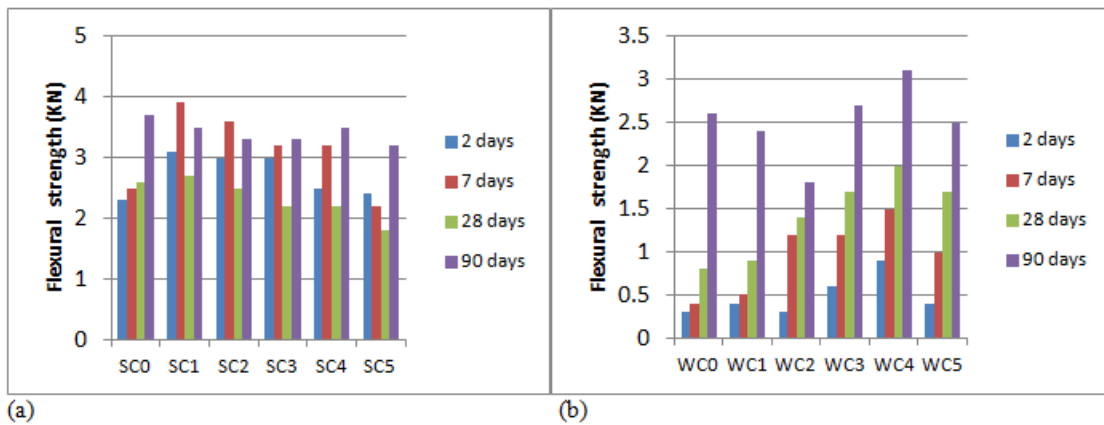 Flexural strength (KN)
5
4
3
2
1
0
SC0 SC1 SC2 SC3 SC4 SC5
2 days
7 days
28 days
90 days
(a)
Flexural strength (KN)
3.5
3
2.5
2
1.5
1
0.5
0
WC0 WC1 WC2 WC3 WC4 WC5
2 days
7 days
28 days
90 days
(b)